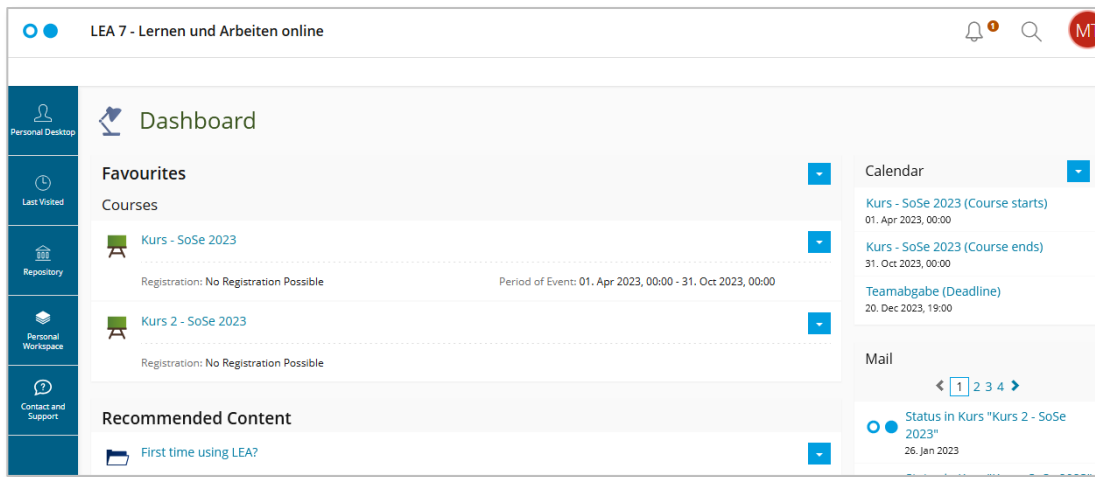 LEA 7 - Lernen und Arbeiten online
1
MT
Personal Desktop
Last Visited
Repository
Personal
Workspace
Contact and
Support
Dashboard
Favourites
Courses
Kurs - SoSe 2023
Registration: No Registration Possible
Period of Event: 01. Apr 2023, 00:00 - 31. Oct 2023, 00:00
Kurs 2 - SoSe 2023
Registration: No Registration Possible
Recommended Content
First time using LEA?
Calendar
Kurs - SoSe 2023 (Course starts)
01. Apr 2023, 00:00
Kurs - SoSe 2023 (Course ends)
31. Oct 2023, 00:00
Teamabgabe (Deadline)
20. Dec 2023, 19:00
Mail
1 2 3 4
Status in Kurs "Kurs 2 - SoSe
2023"
26. Jan 2023